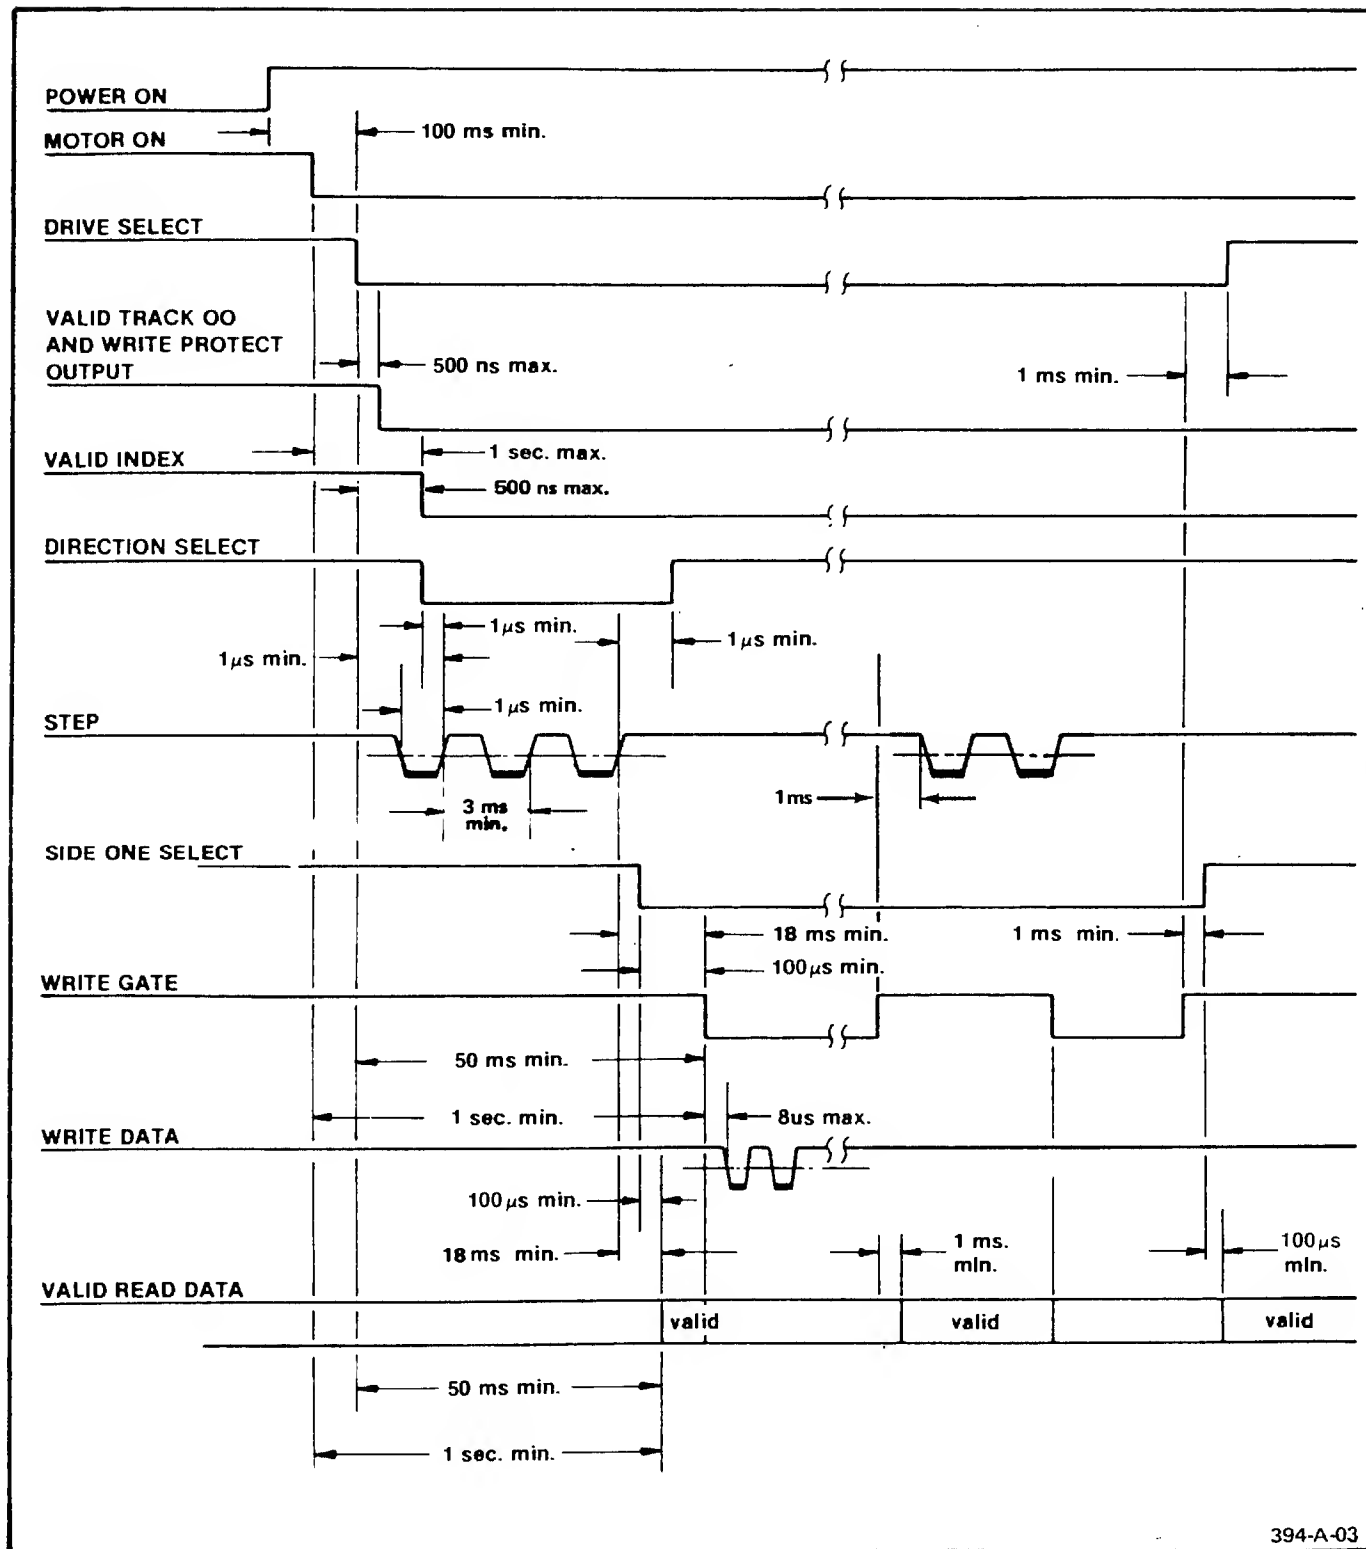 POWER ON
100 ms min.
MOTOR ON
DRIVE SELECT
VALID TRACK OO
AND WRITE PROTECT
OUTPUT
500 ns max.
1 ms min.
VALID INDEX
1 sec. max.
500 ns max.
DIRECTION SELECT
1μs min.
1μs min.
1μs min.
STEP
1μs min.
3 ms
min.
1ms
SIDE ONE SELECT
18 ms min.
1 ms min.
100μs min.
WRITE GATE
50 ms min.
1 sec. min.
8us max.
WRITE DATA
100μs min.
18ms min.
1 ms.
min.
100μs
min.
VALID READ DATA
valid
valid
valid
50 ms min.
1 sec. min.
394-A-03